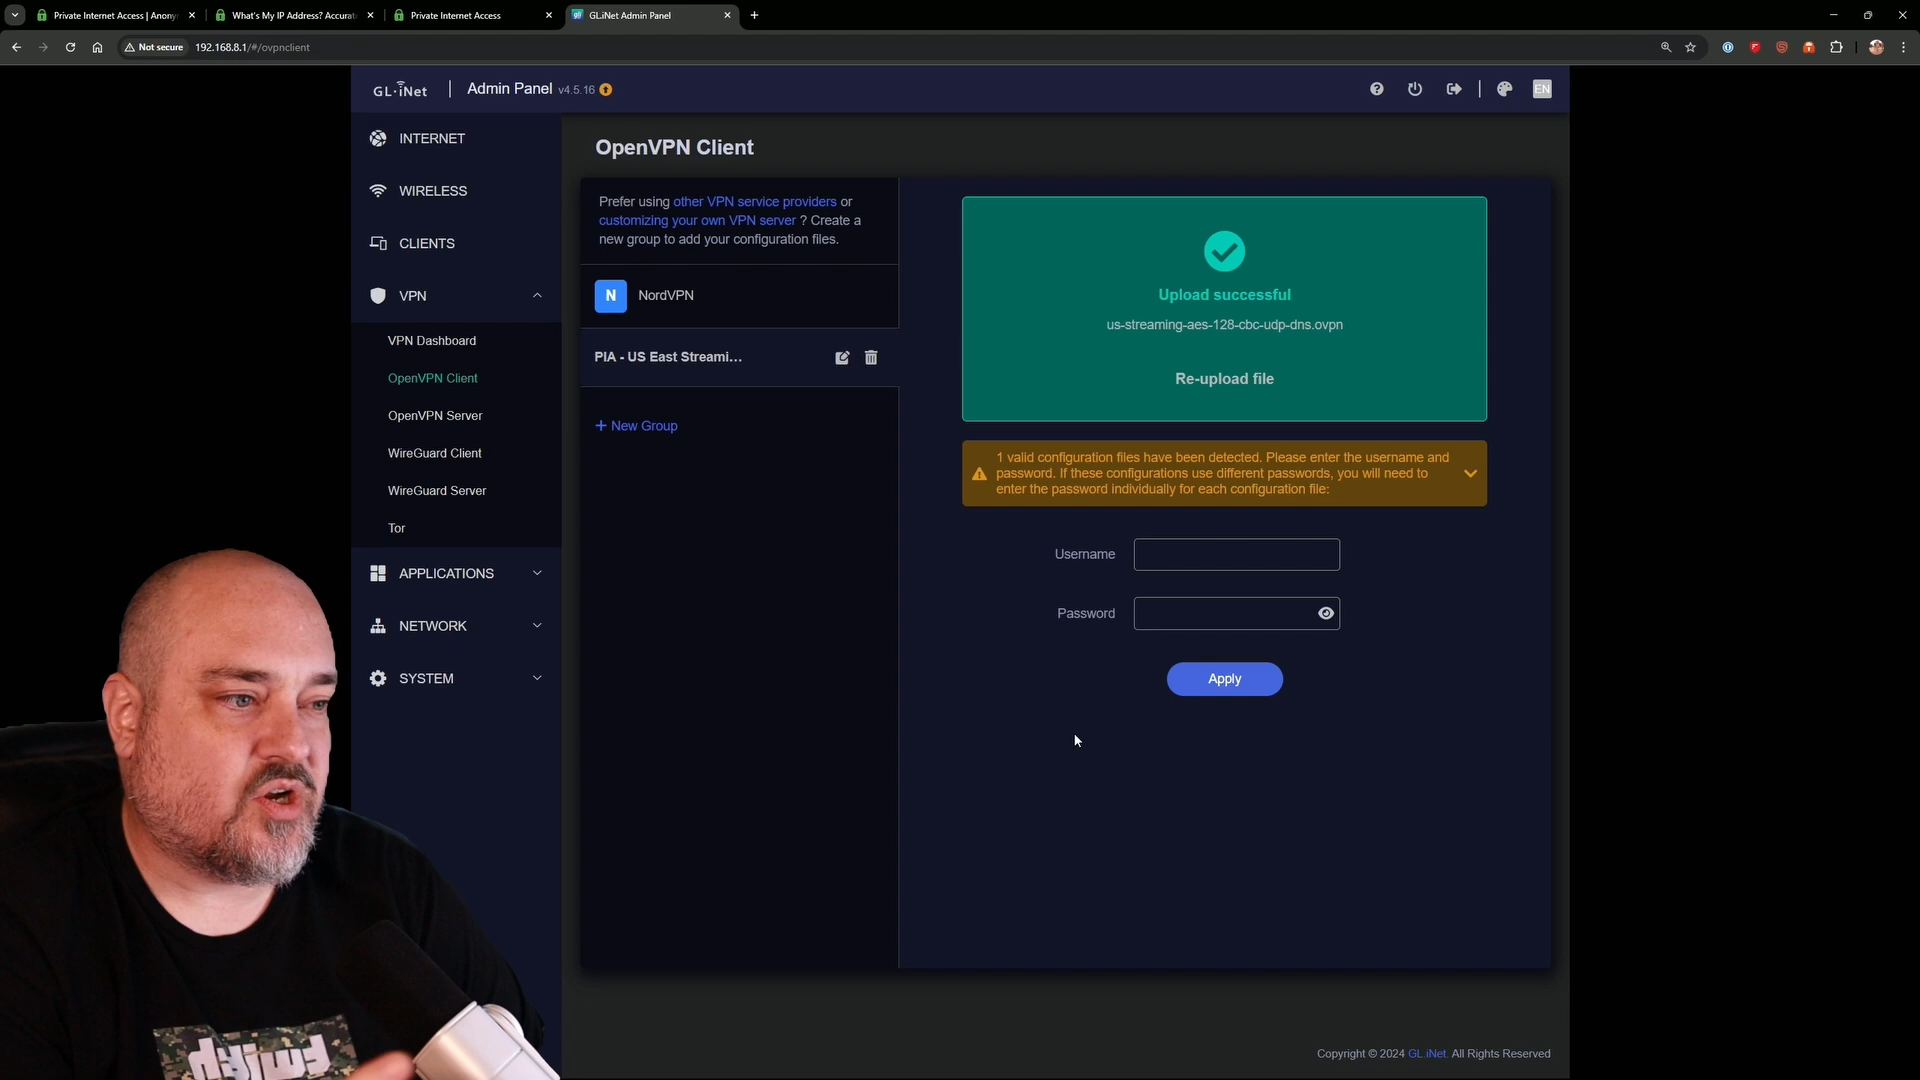 Private Internet Access | Anony
What's My IP Address? Accurat
Private Internet Access
GL.iNet Admin Panel
Not secure
192.168.8.1/#/ovpnclient
GL·iNet
Admin Panel v4.5.16
EN
INTERNET
WIRELESS
CLIENTS
VPN
VPN Dashboard
OpenVPN Client
OpenVPN Server
WireGuard Client
WireGuard Server
Tor
APPLICATIONS
NETWORK
SYSTEM
OpenVPN Client
Prefer using other VPN service providers or
customizing your own VPN server ? Create a
new group to add your configuration files.
N NordVPN
PIA - US East Streami...
+ New Group
Upload successful
us-streaming-aes-128-cbc-udp-dns.ovpn
Re-upload file
1 valid configuration files have been detected. Please enter the username and
password. If these configurations use different passwords, you will need to
enter the password individually for each configuration file:
Username
Password
Apply
Copyright © 2024 GL.iNet. All Rights Reserved